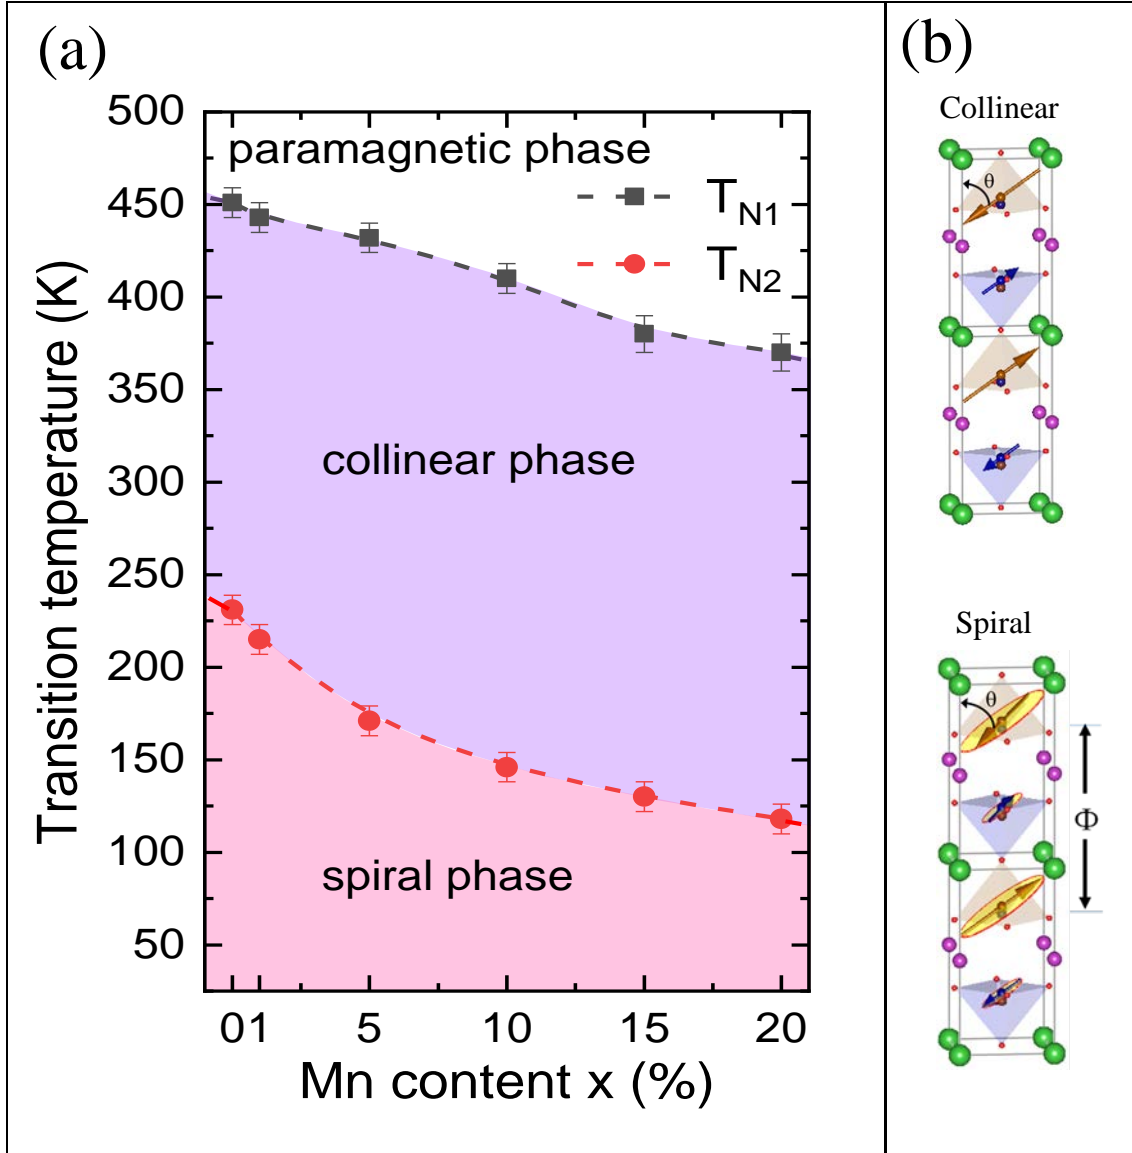 (a)
500
450
400
350
300
250
200
150
100
50
Transition temperature (K)
paramagnetic phase
T_N1
T_N2
collinear phase
spiral phase
01 5 10 15 20
Mn content x (%)
(b)
Collinear
θ
Spiral
θ
Φ